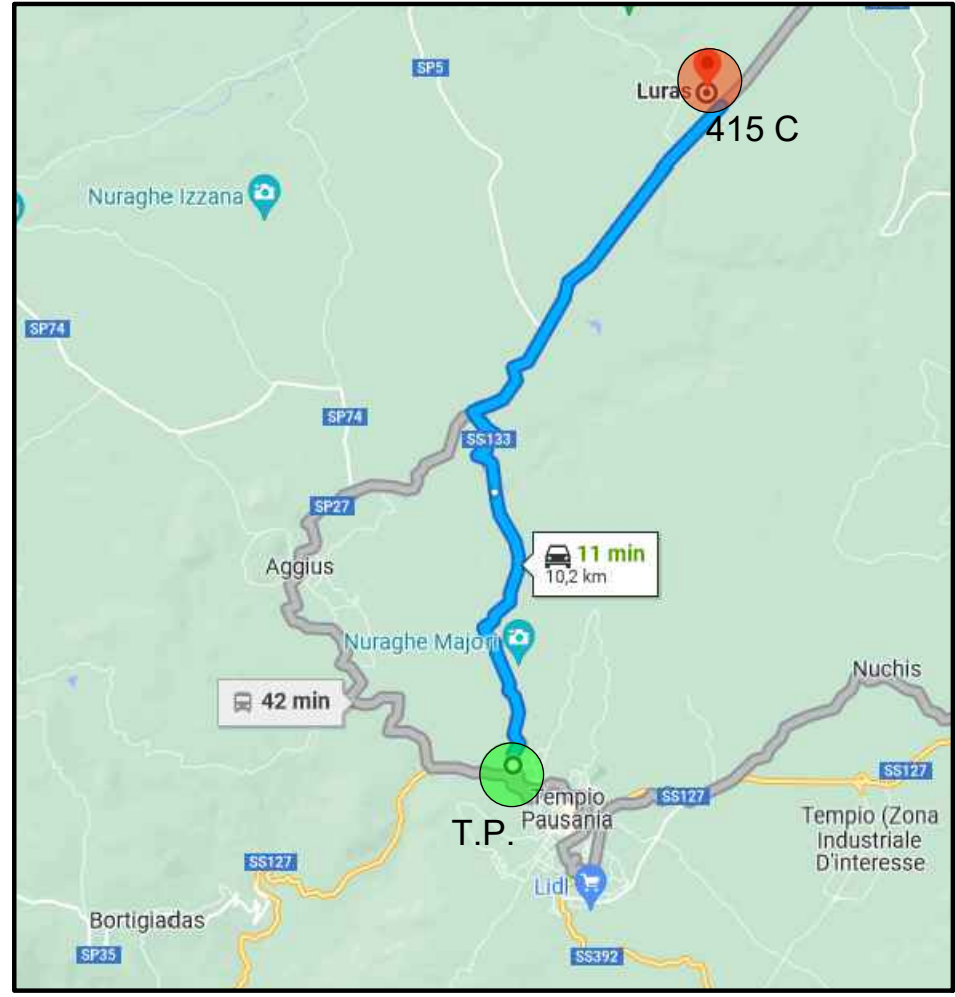 SP5
Luras
415 C
Nuraghe Izzana
SP74
SP74
SS133
SP27
Aggius
11 min
10,2 km
Nuraghe Majori
Nuchis
42 min
SS127
Tempio
Pausania
SS127
T.P.
Tempio (Zona
Industriale
D'interesse
SS127
Lidl
Bortigiadas
SP35
SS392